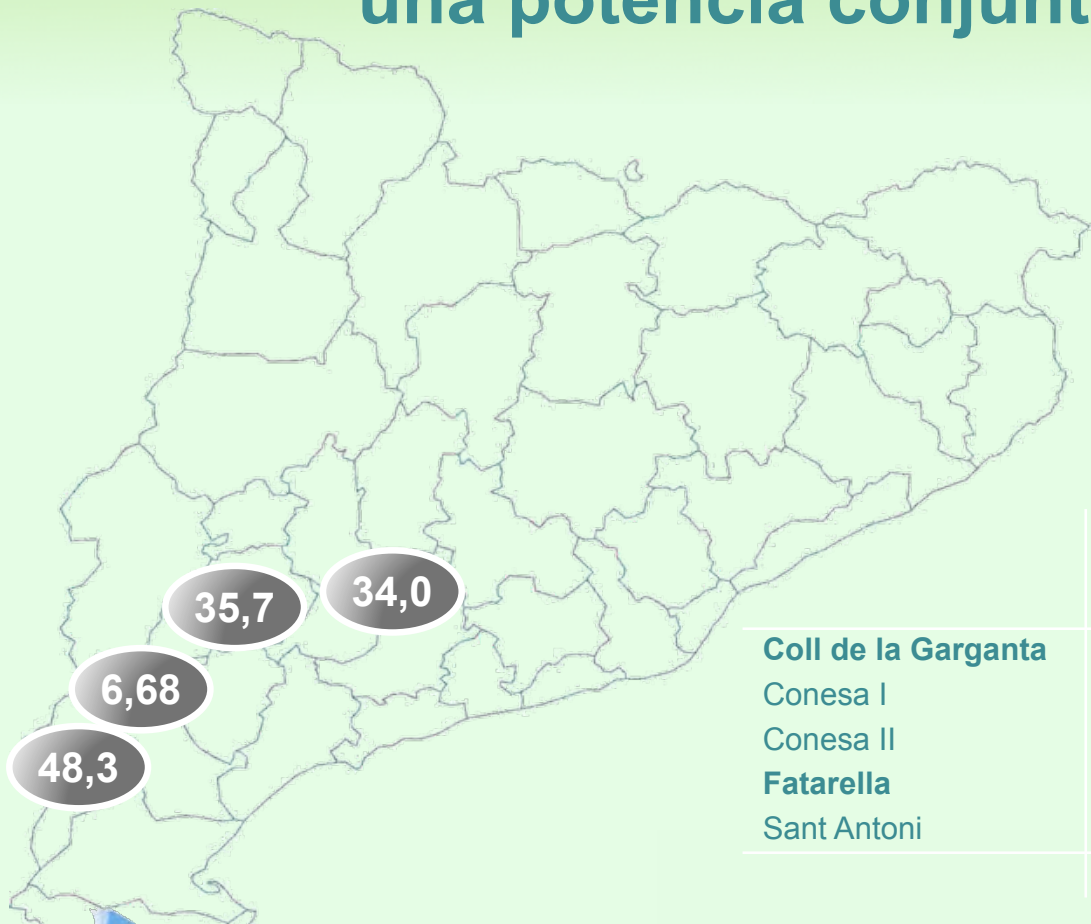 una potència conjunt
35,7
34,0
6,68
48,3
Coll de la Garganta
Conesa I
Conesa II
Fatarella
Sant Antoni